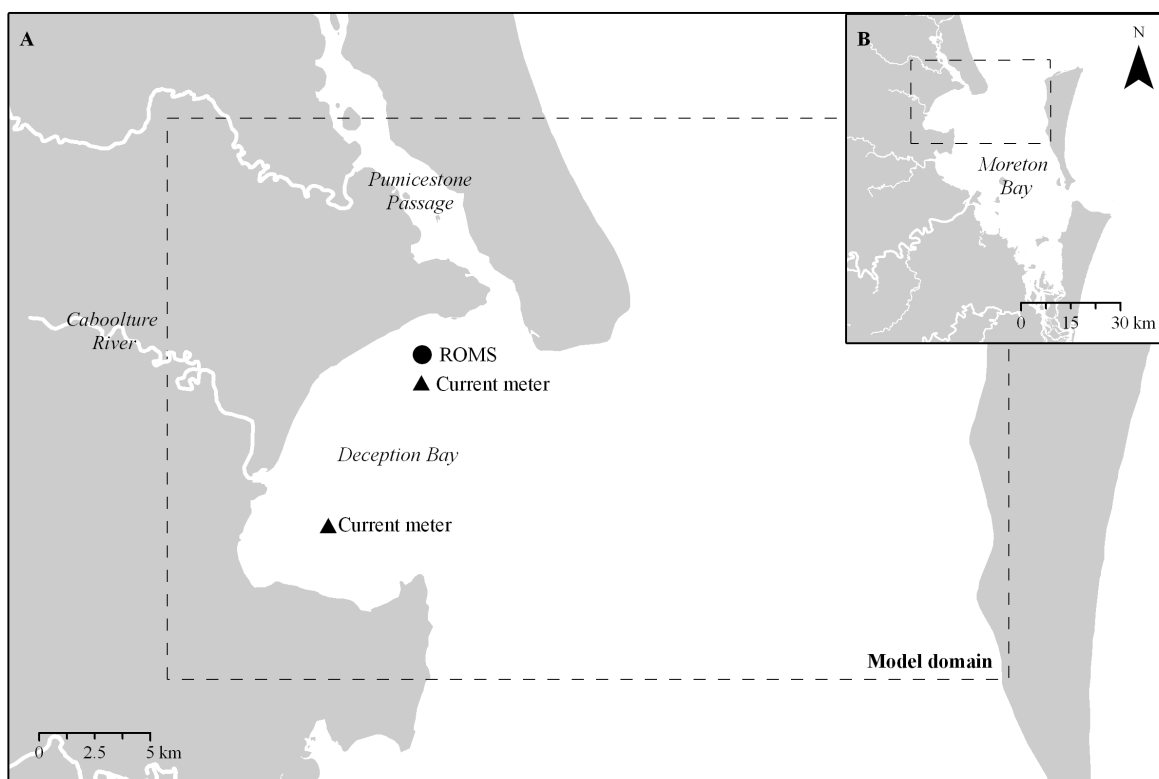 A
B
N
Pumicestone
Passage
Moreton
Bay
0 15 30 km
Caboolture
River
ROMS
Current meter
Deception Bay
Current meter
Model domain
0 2.5 5 km